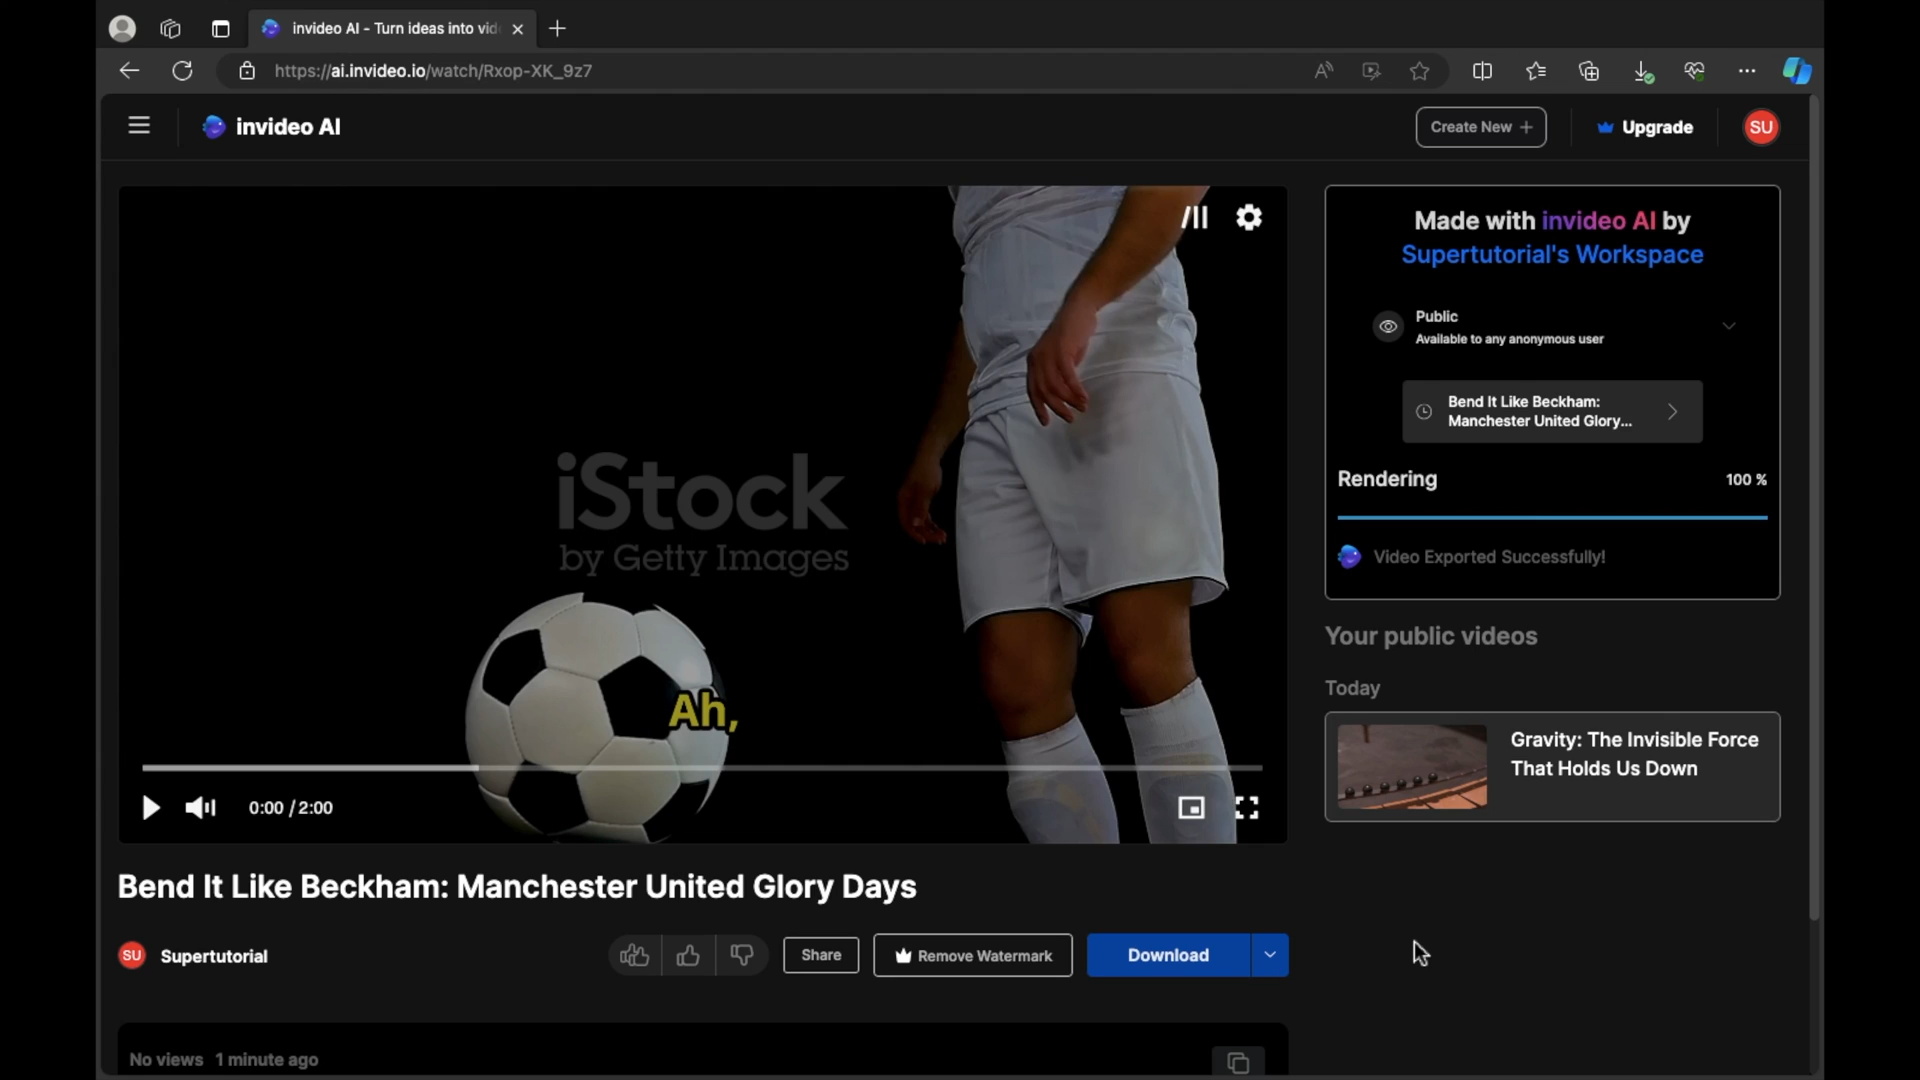 invideo AI - Turn ideas into vid
https://ai.invideo.io/watch/Rxop-XK_9z7
invideo AI
Create New +
Upgrade
SU
iStock
by Getty Images
Ah,
0:00 / 2:00
Made with invideo AI by
Supertutorial's Workspace
Public
Available to any anonymous user
Bend It Like Beckham:
Manchester United Glory...
Rendering
100 %
Video Exported Successfully!
Your public videos
Today
Gravity: The Invisible Force
That Holds Us Down
Bend It Like Beckham: Manchester United Glory Days
SU
Supertutorial
Share
Remove Watermark
Download
No views 1 minute ago